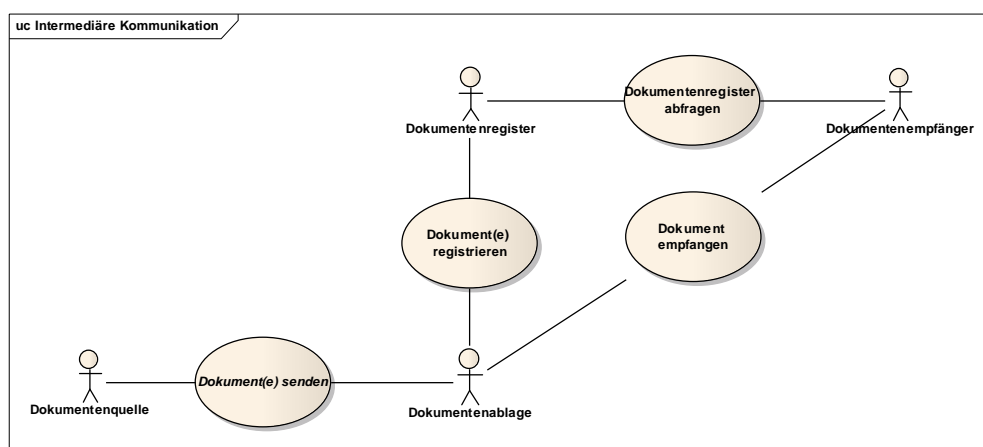 uc Intermediäre Kommunikation
Dokumentenregister
Dokumentenregister
abfragen
Dokumentenempfänger
Dokument(e)
registrieren
Dokument
empfangen
Dokumentenquelle
Dokument(e) senden
Dokumentenablage